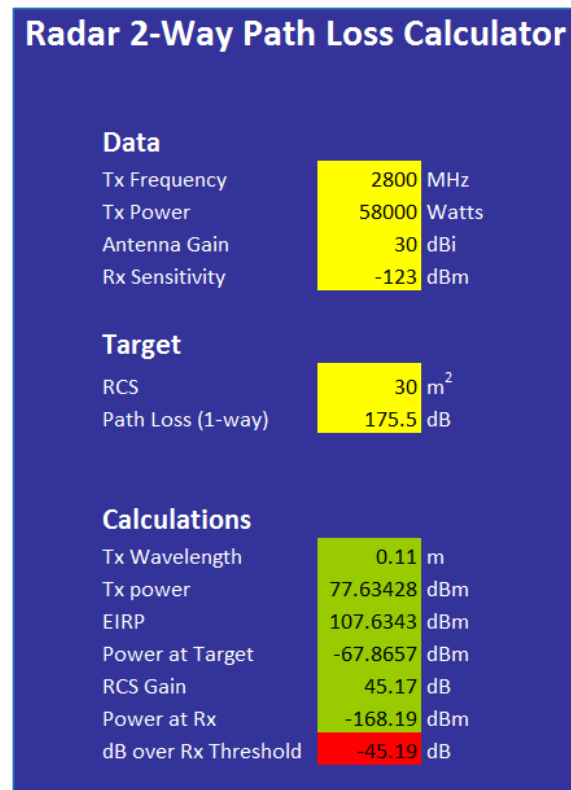 Radar 2-Way Path Loss Calculator
Data
Tx Frequency 2800 MHz
Tx Power 58000 Watts
Antenna Gain 30 dBi
Rx Sensitivity -123 dBm
Target
RCS 30 m²
Path Loss (1-way) 175.5 dB
Calculations
Tx Wavelength 0.11 m
Tx power 77.63428 dBm
EIRP 107.6343 dBm
Power at Target -67.8657 dBm
RCS Gain 45.17 dB
Power at Rx -168.19 dBm
dB over Rx Threshold -45.19 dB